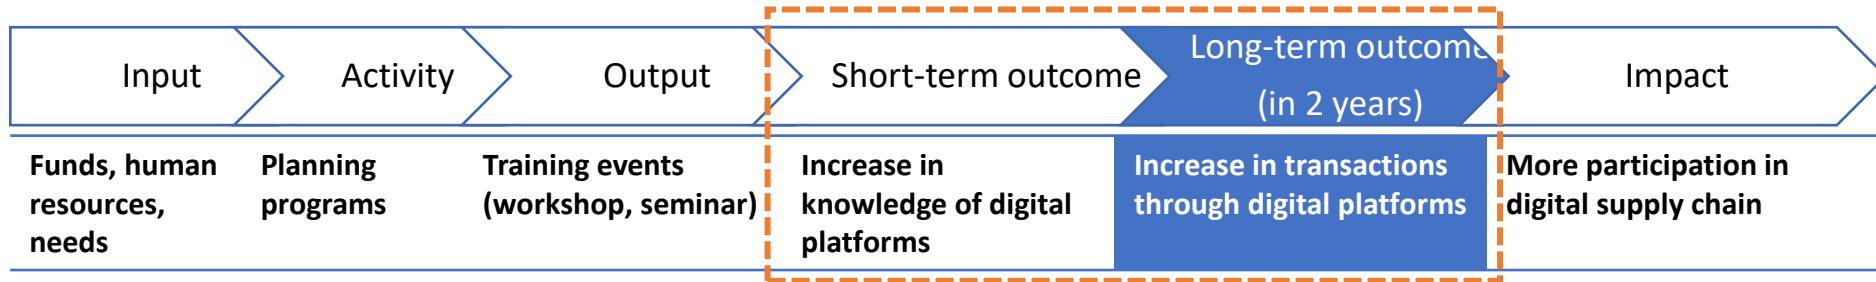 Input
Activity
Output
Short-term outcome
Long-term outcome
(in 2 years)
Impact
Funds, human
resources,
needs
Planning
programs
Training events
(workshop, seminar)
Increase in
knowledge of digital
platforms
Increase in transactions
through digital platforms
More participation in
digital supply chain